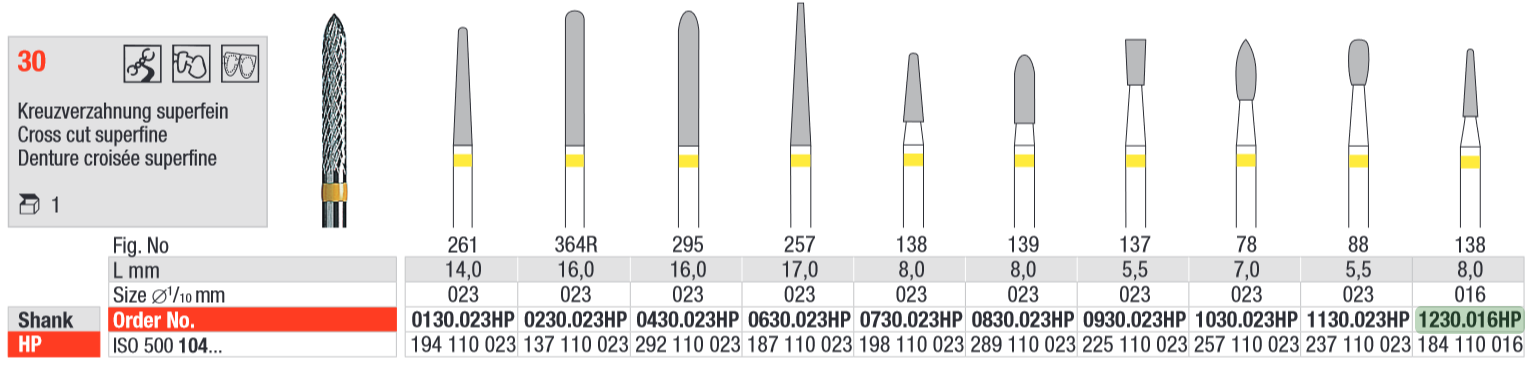 30
Kreuzverzahnung superfein
Cross cut superfine
Denture croisée superfine
1
Fig. No 261 364R 295 257 138 139 137 78 88 138
L mm 14,0 16,0 16,0 17,0 8,0 8,0 5,5 7,0 5,5 8,0
Size ∅1/10 mm 023 023 023 023 023 023 023 023 023 016
Shank Order No. 0130.023HP 0230.023HP 0430.023HP 0630.023HP 0730.023HP 0830.023HP 0930.023HP 1030.023HP 1130.023HP 1230.016HP
HP ISO 500 104... 194 110 023 137 110 023 292 110 023 187 110 023 198 110 023 289 110 023 225 110 023 257 110 023 237 110 023 184 110 016